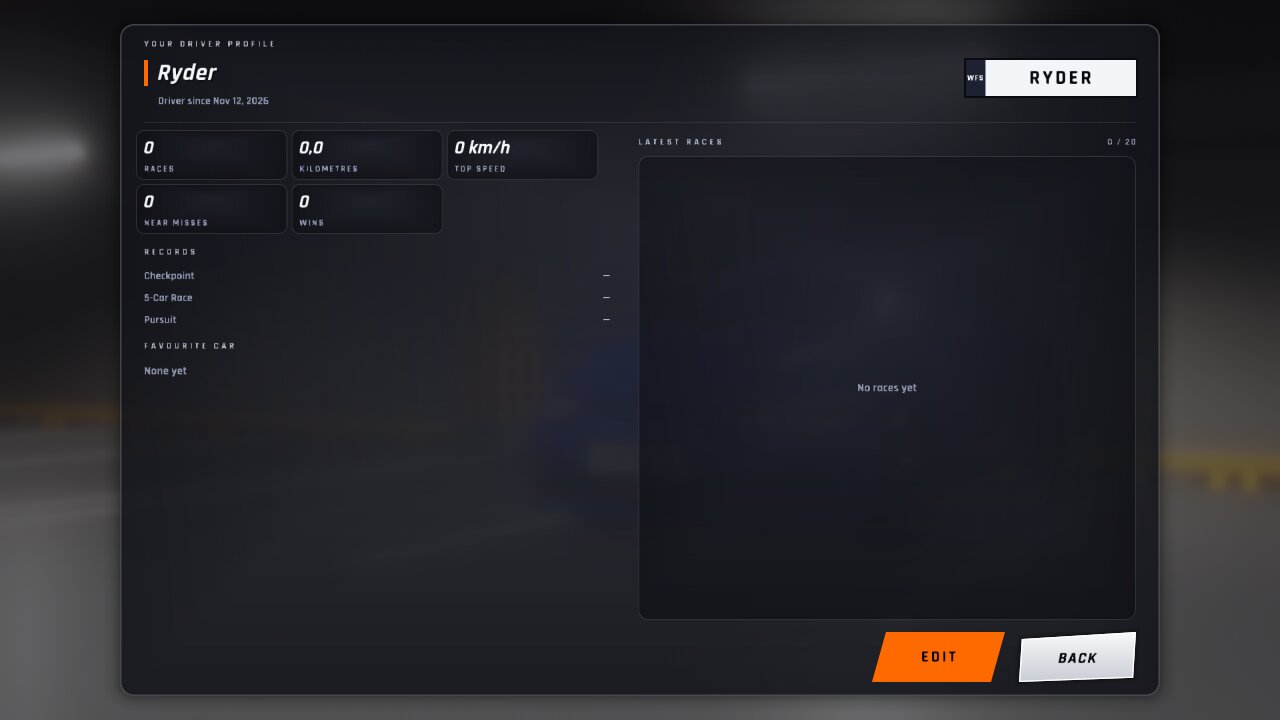 YOUR DRIVER PROFILE
Ryder
Driver since Nov 12, 2026
WFS
RYDER
0
RACES
0,0
KILOMETRES
0 km/h
TOP SPEED
0
NEAR MISSES
0
WINS
RECORDS
Checkpoint –
5-Car Race –
Pursuit –
FAVOURITE CAR
None yet
LATEST RACES
0 / 20
No races yet
EDIT
BACK